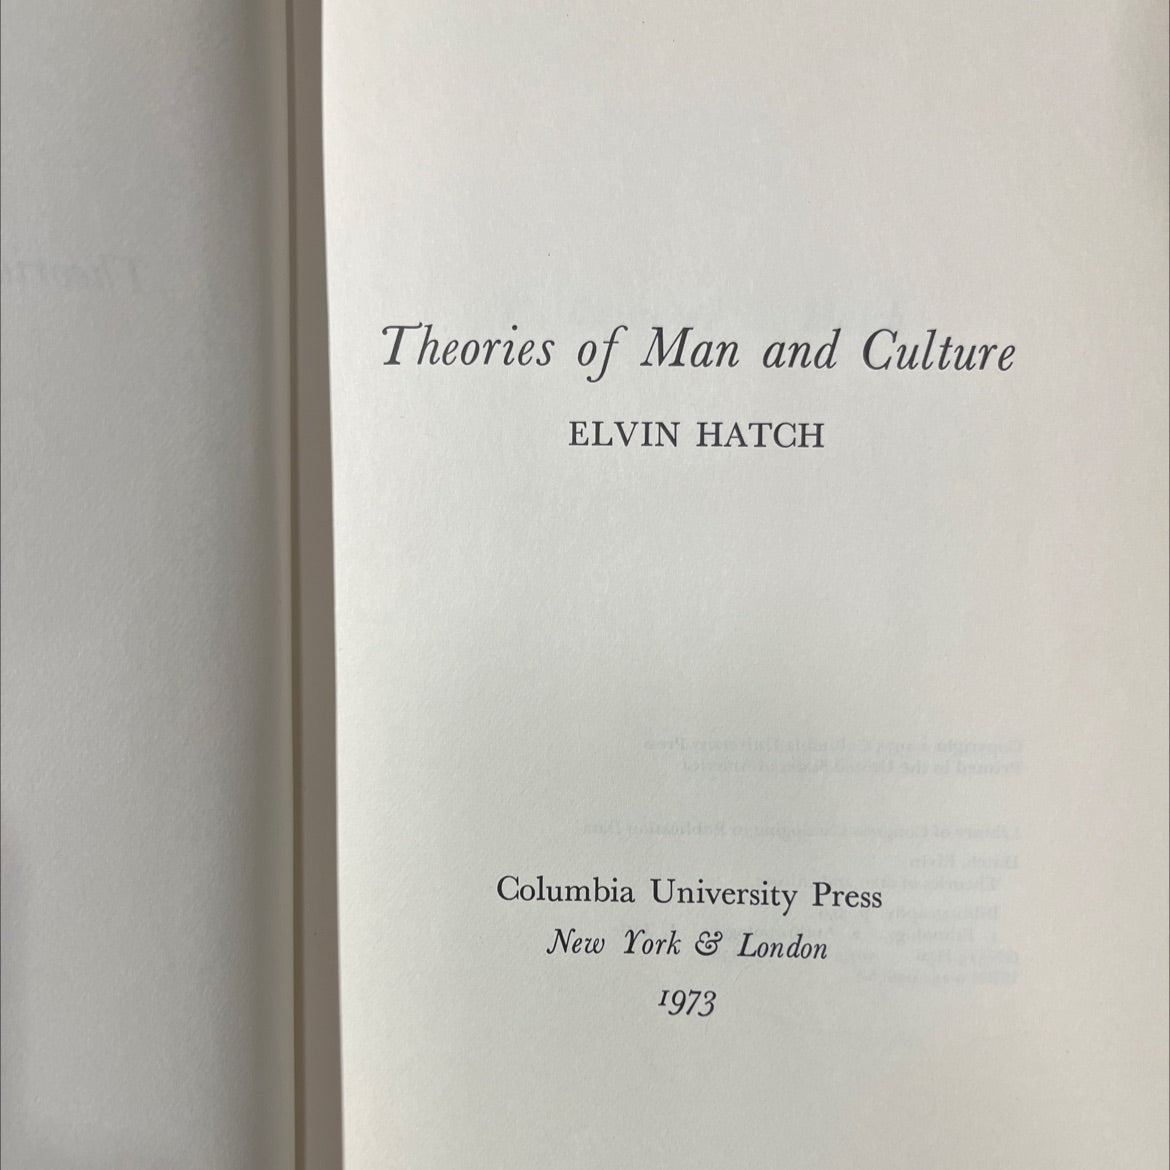 Theories of Man and Culture
ELVIN HATCH
Columbia University Press
New York & London
1973